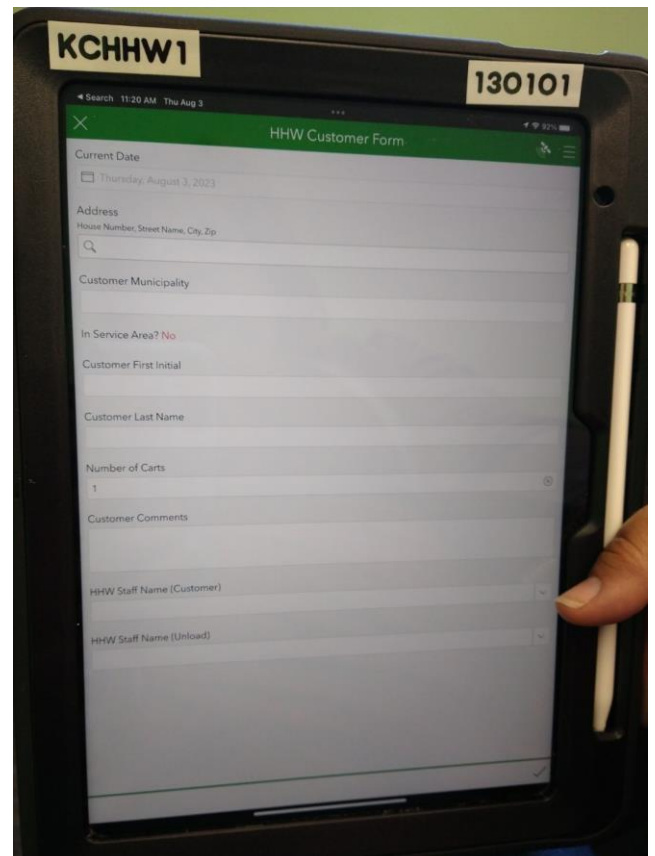 KCHHW1
130101
Search 11:20 AM Thu Aug 3
92%
HHW Customer Form
Current Date
Thursday, August 3, 2023
Address
House Number, Street Name, City, Zip
Customer Municipality
In Service Area? No
Customer First Initial
Customer Last Name
Number of Carts
1
Customer Comments
HHW Staff Name (Customer)
HHW Staff Name (Unload)